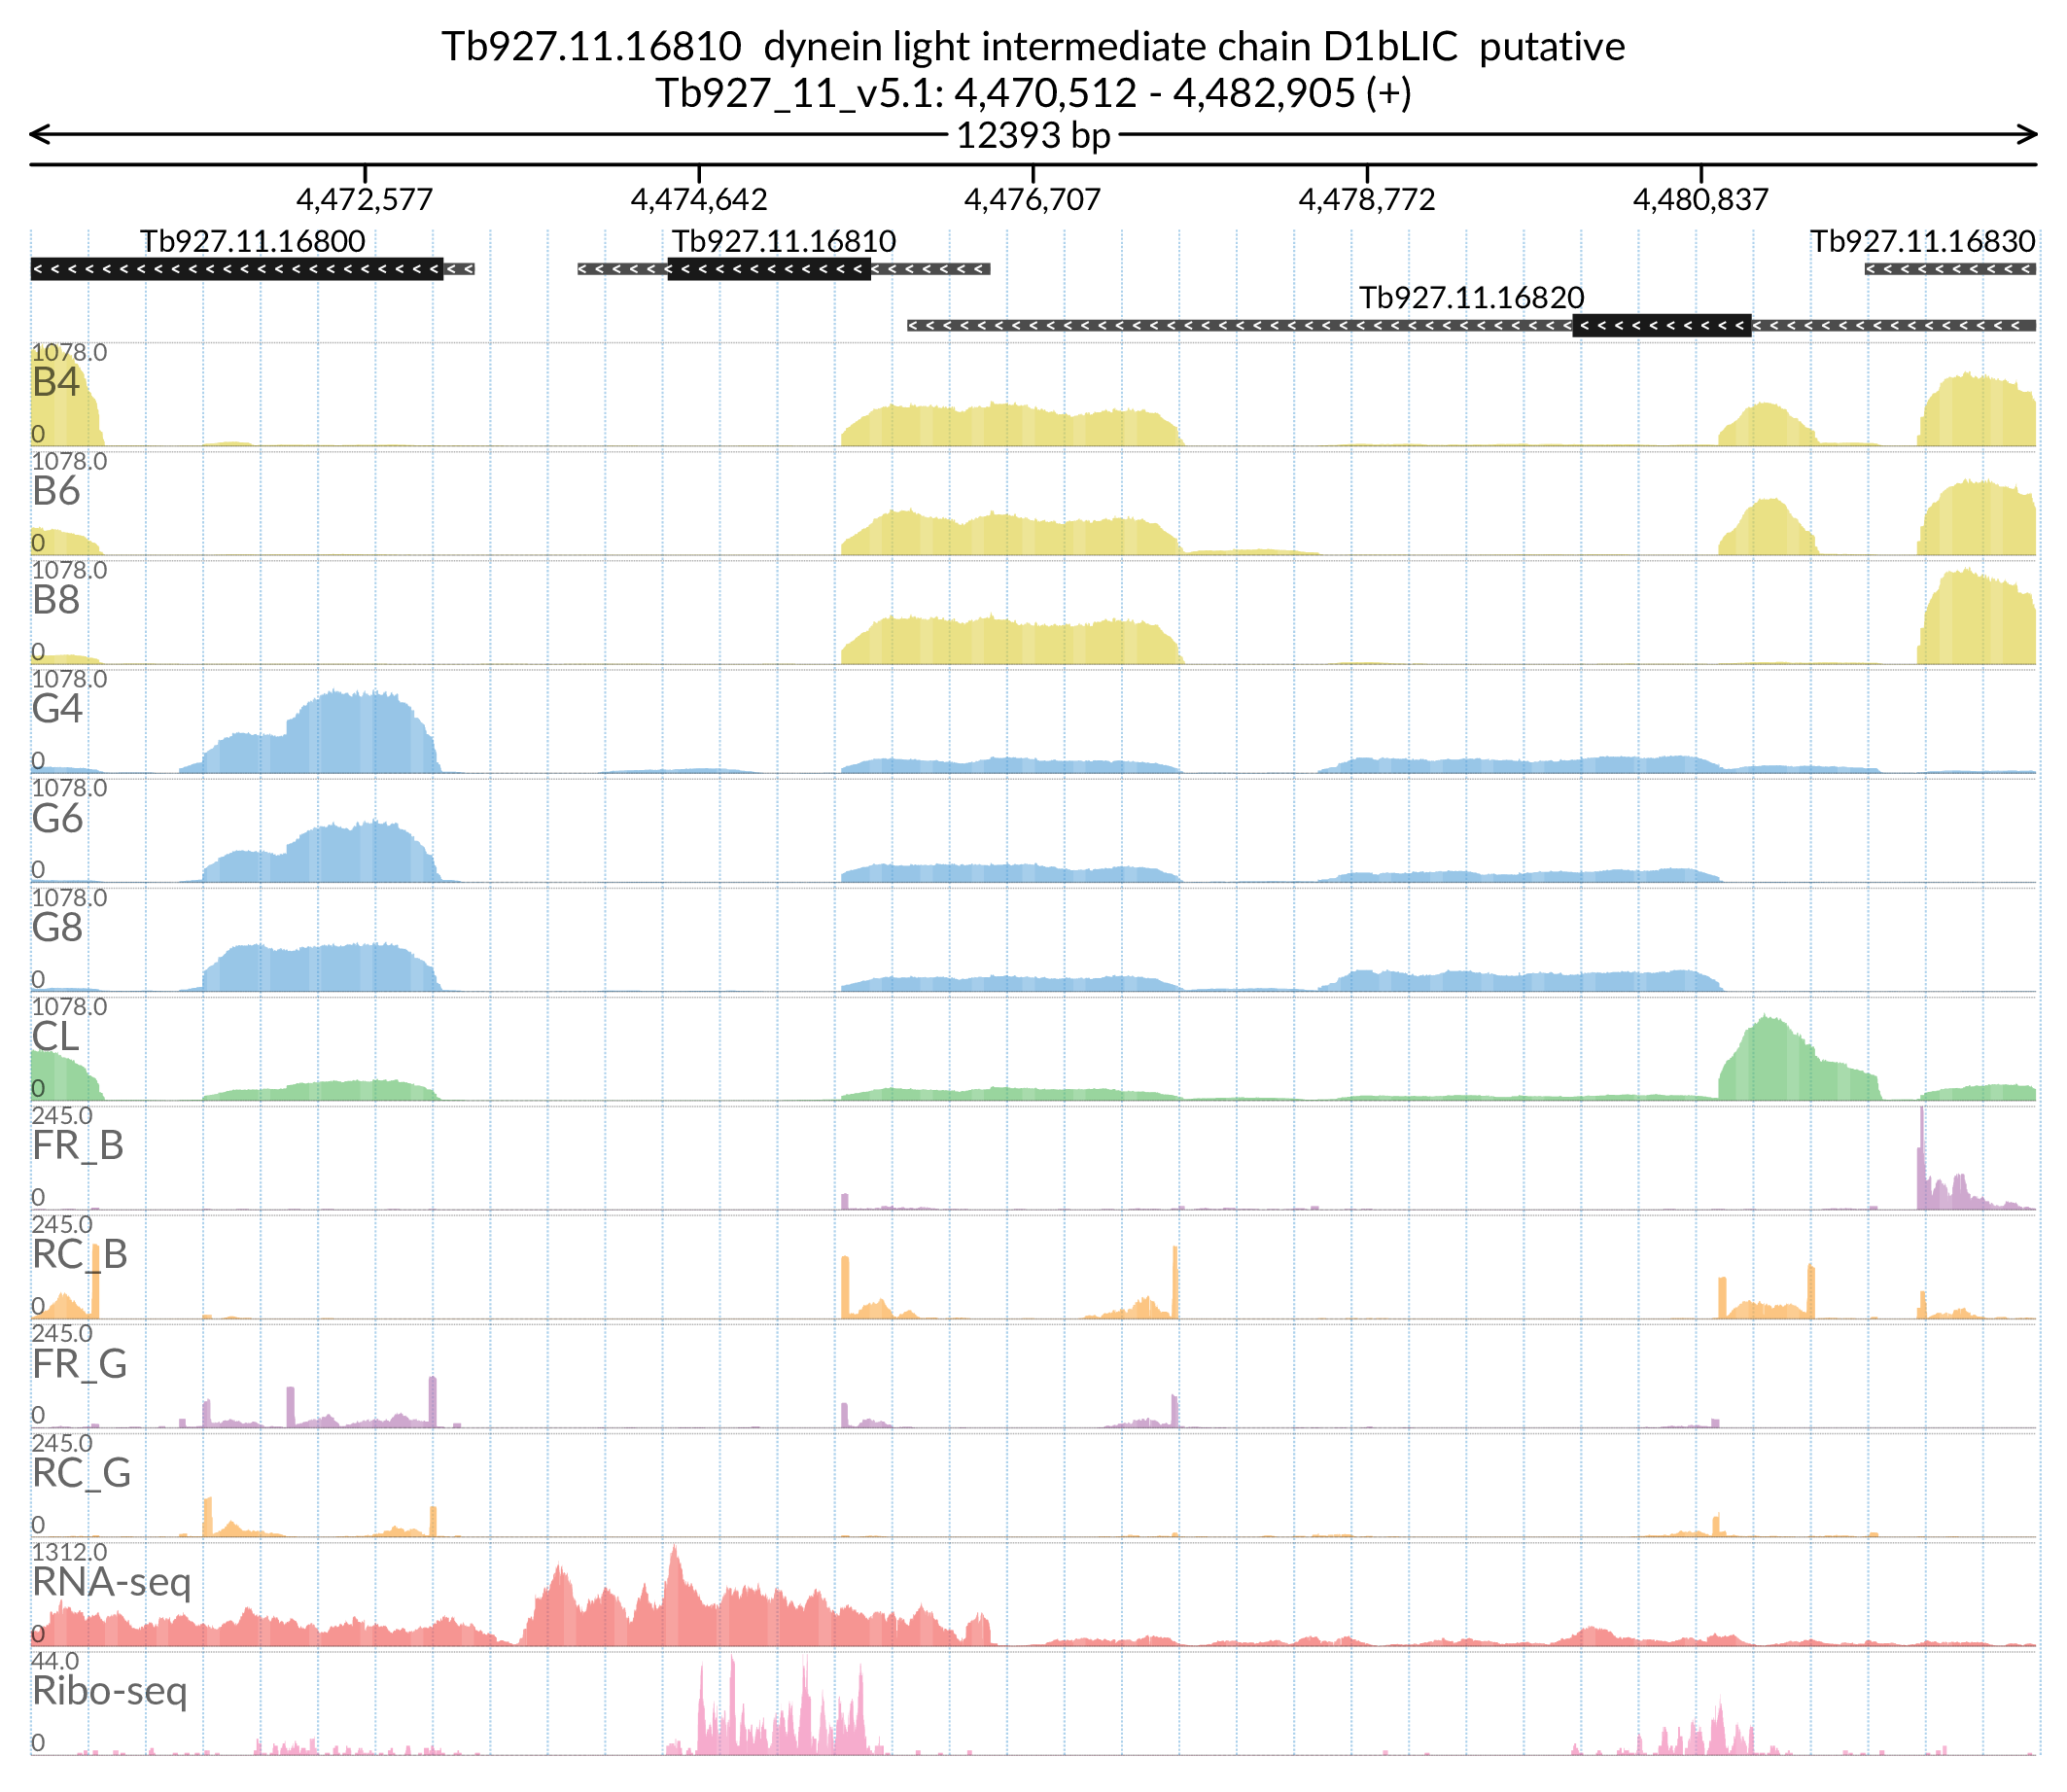 Tb927.11.16810  dynein light intermediate chain D1bLIC  putative
Tb927_11_v5.1: 4,470,512 - 4,482,905 (+)
12393 bp
4,472,577 4,474,642 4,476,707 4,478,772 4,480,837
Tb927.11.16800 Tb927.11.16810 Tb927.11.16830
Tb927.11.16820
1078.0
B4
0
1078.0
B6
0
1078.0
B8
0
1078.0
G4
0
1078.0
G6
0
1078.0
G8
0
1078.0
CL
0
245.0
FR_B
0
245.0
RC_B
0
245.0
FR_G
0
245.0
RC_G
0
1312.0
RNA-seq
0
44.0
Ribo-seq
0